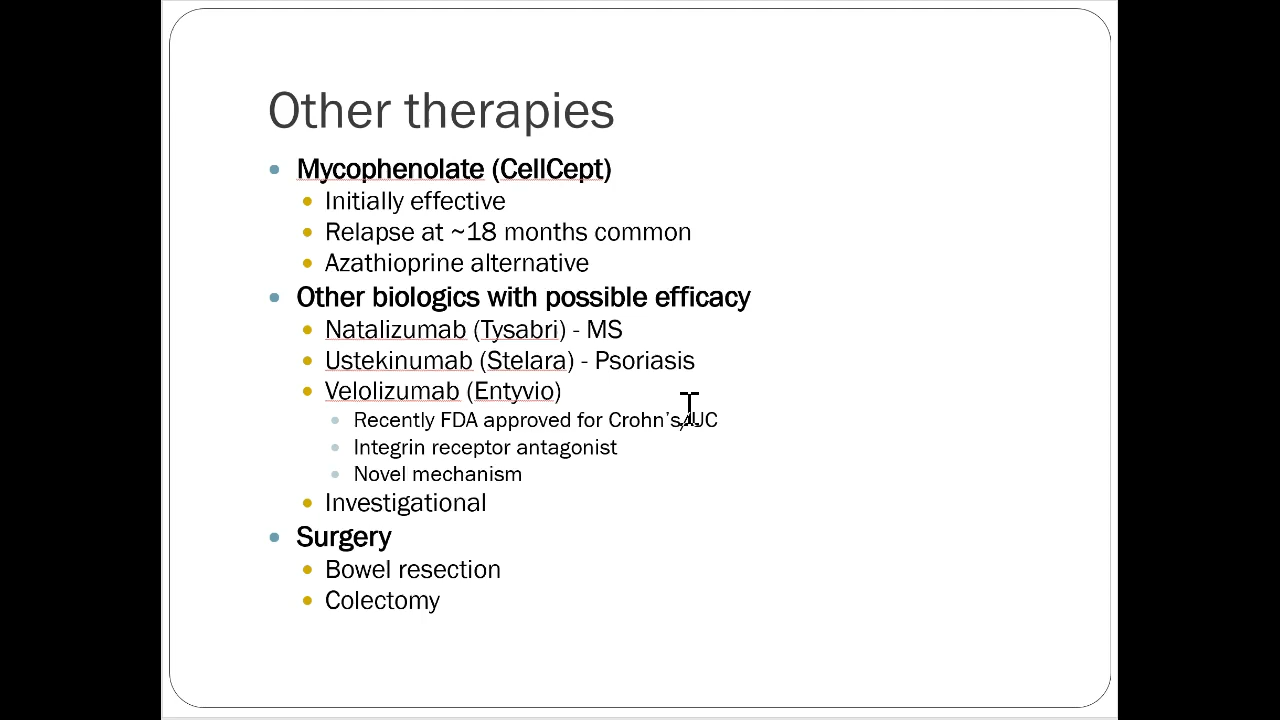 Other therapies
Mycophenolate (CellCept)
Initially effective
Relapse at ~18 months common
Azathioprine alternative
Other biologics with possible efficacy
Natalizumab (Tysabri) - MS
Ustekinumab (Stelara) - Psoriasis
Velolizumab (Entyvio)
Recently FDA approved for Crohn's/UC
Integrin receptor antagonist
Novel mechanism
Investigational
Surgery
Bowel resection
Colectomy